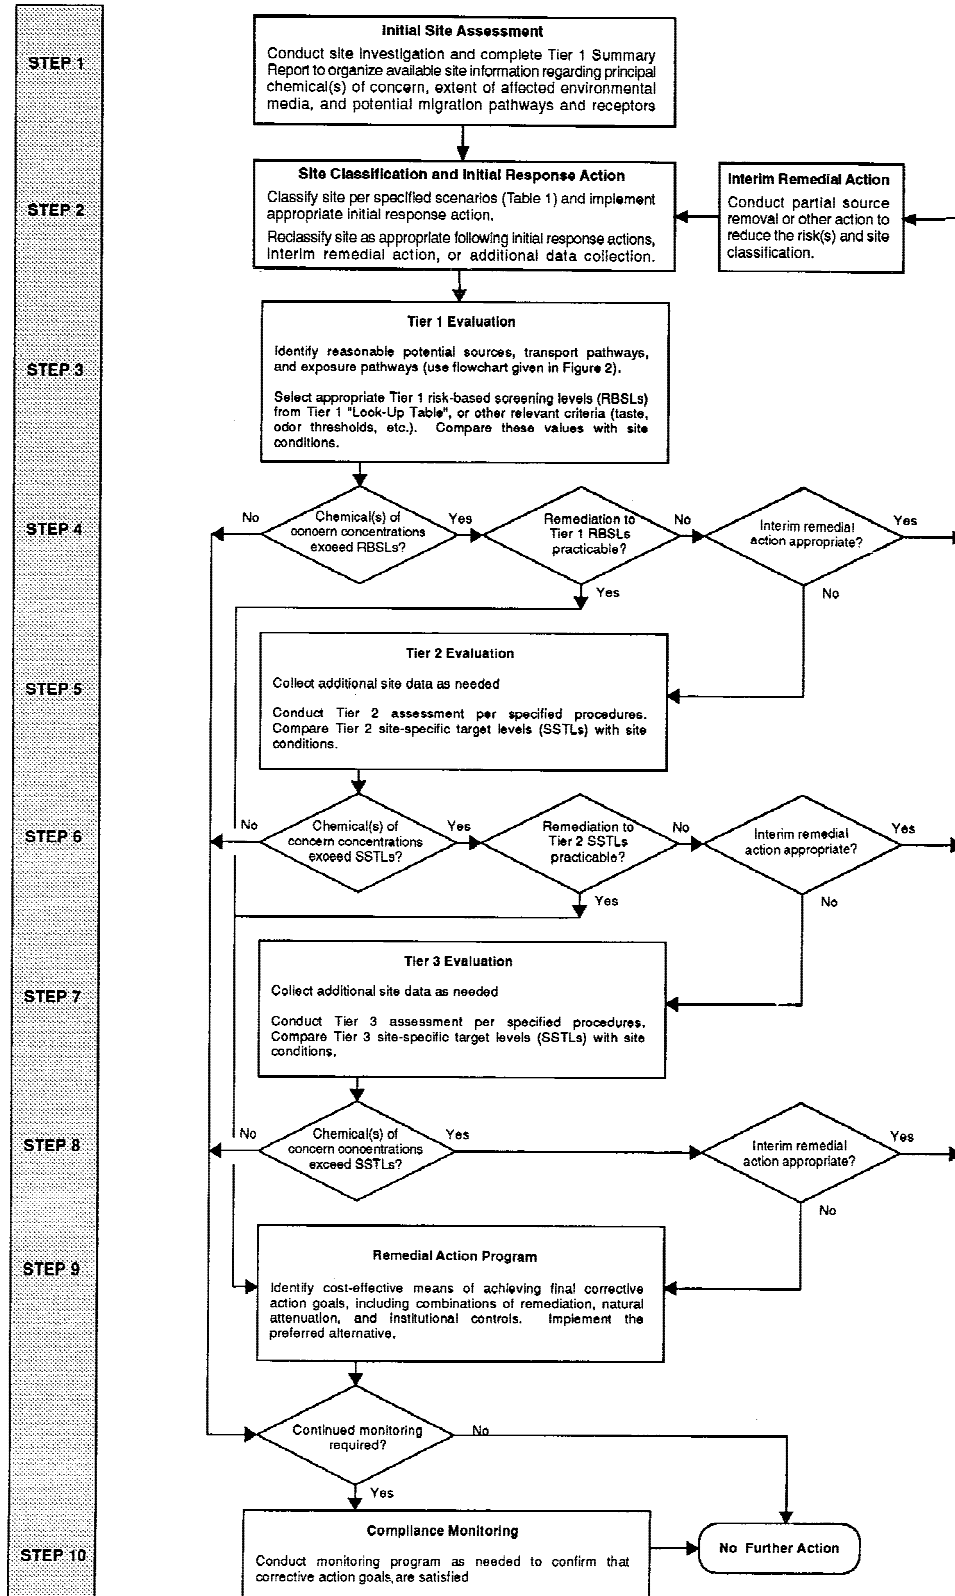 STEP 1
Initial Site Assessment
Conduct site investigation and complete Tier 1 Summary
Report to organize available site information regarding principal
chemical(s) of concern, extent of affected environmental
media, and potential migration pathways and receptors
STEP 2
Site Classification and Initial Response Action
Classify site per specified scenarios (Table 1) and implement
appropriate initial response action.
Reclassify site as appropriate following initial response actions,
interim remedial action, or additional data collection.
Interim Remedial Action
Conduct partial source
removal or other action to
reduce the risk(s) and site
classification.
STEP 3
Tier 1 Evaluation
Identify reasonable potential sources, transport pathways,
and exposure pathways (use flowchart given in Figure 2).
Select appropriate Tier 1 risk-based screening levels (RBSLs)
from Tier 1 "Look-Up Table", or other relevant criteria (taste,
odor thresholds, etc.). Compare these values with site
conditions.
STEP 4
No
Chemical(s) of
concern concentrations
exceed RBSLs?
Yes
Remediation to
Tier 1 RBSLs
practicable?
No
Interim remedial
action appropriate?
Yes
Yes
No
STEP 5
Tier 2 Evaluation
Collect additional site data as needed
Conduct Tier 2 assessment per specified procedures.
Compare Tier 2 site-specific target levels (SSTLs) with site
conditions.
STEP 6
No
Chemical(s) of
concern concentrations
exceed SSTLs?
Yes
Remediation to
Tier 2 SSTLs
practicable?
No
Interim remedial
action appropriate?
Yes
Yes
No
STEP 7
Tier 3 Evaluation
Collect additional site data as needed
Conduct Tier 3 assessment per specified procedures.
Compare Tier 3 site-specific target levels (SSTLs) with site
conditions.
STEP 8
No
Chemical(s) of
concern concentrations
exceed SSTLs?
Yes
Interim remedial
action appropriate?
Yes
No
STEP 9
Remedial Action Program
Identify cost-effective means of achieving final corrective
action goals, including combinations of remediation, natural
attenuation, and institutional controls. Implement the
preferred alternative.
Continued monitoring
required?
No
Yes
STEP 10
Compliance Monitoring
Conduct monitoring program as needed to confirm that
corrective action goals are satisfied
No Further Action